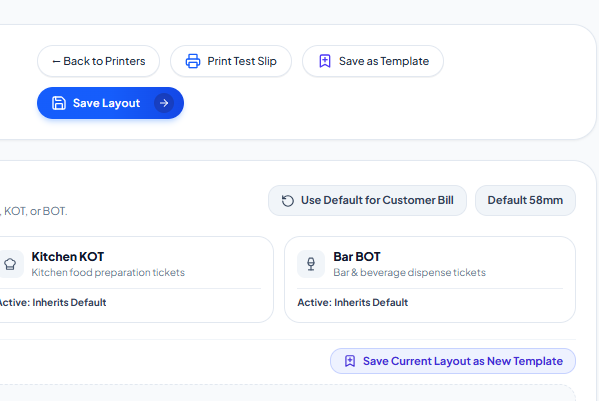 ← Back to Printers
Print Test Slip
Save as Template
Save Layout
, KOT, or BOT.
Use Default for Customer Bill
Default 58mm
Kitchen KOT
Kitchen food preparation tickets
Active: Inherits Default
Bar BOT
Bar & beverage dispense tickets
Active: Inherits Default
Save Current Layout as New Template